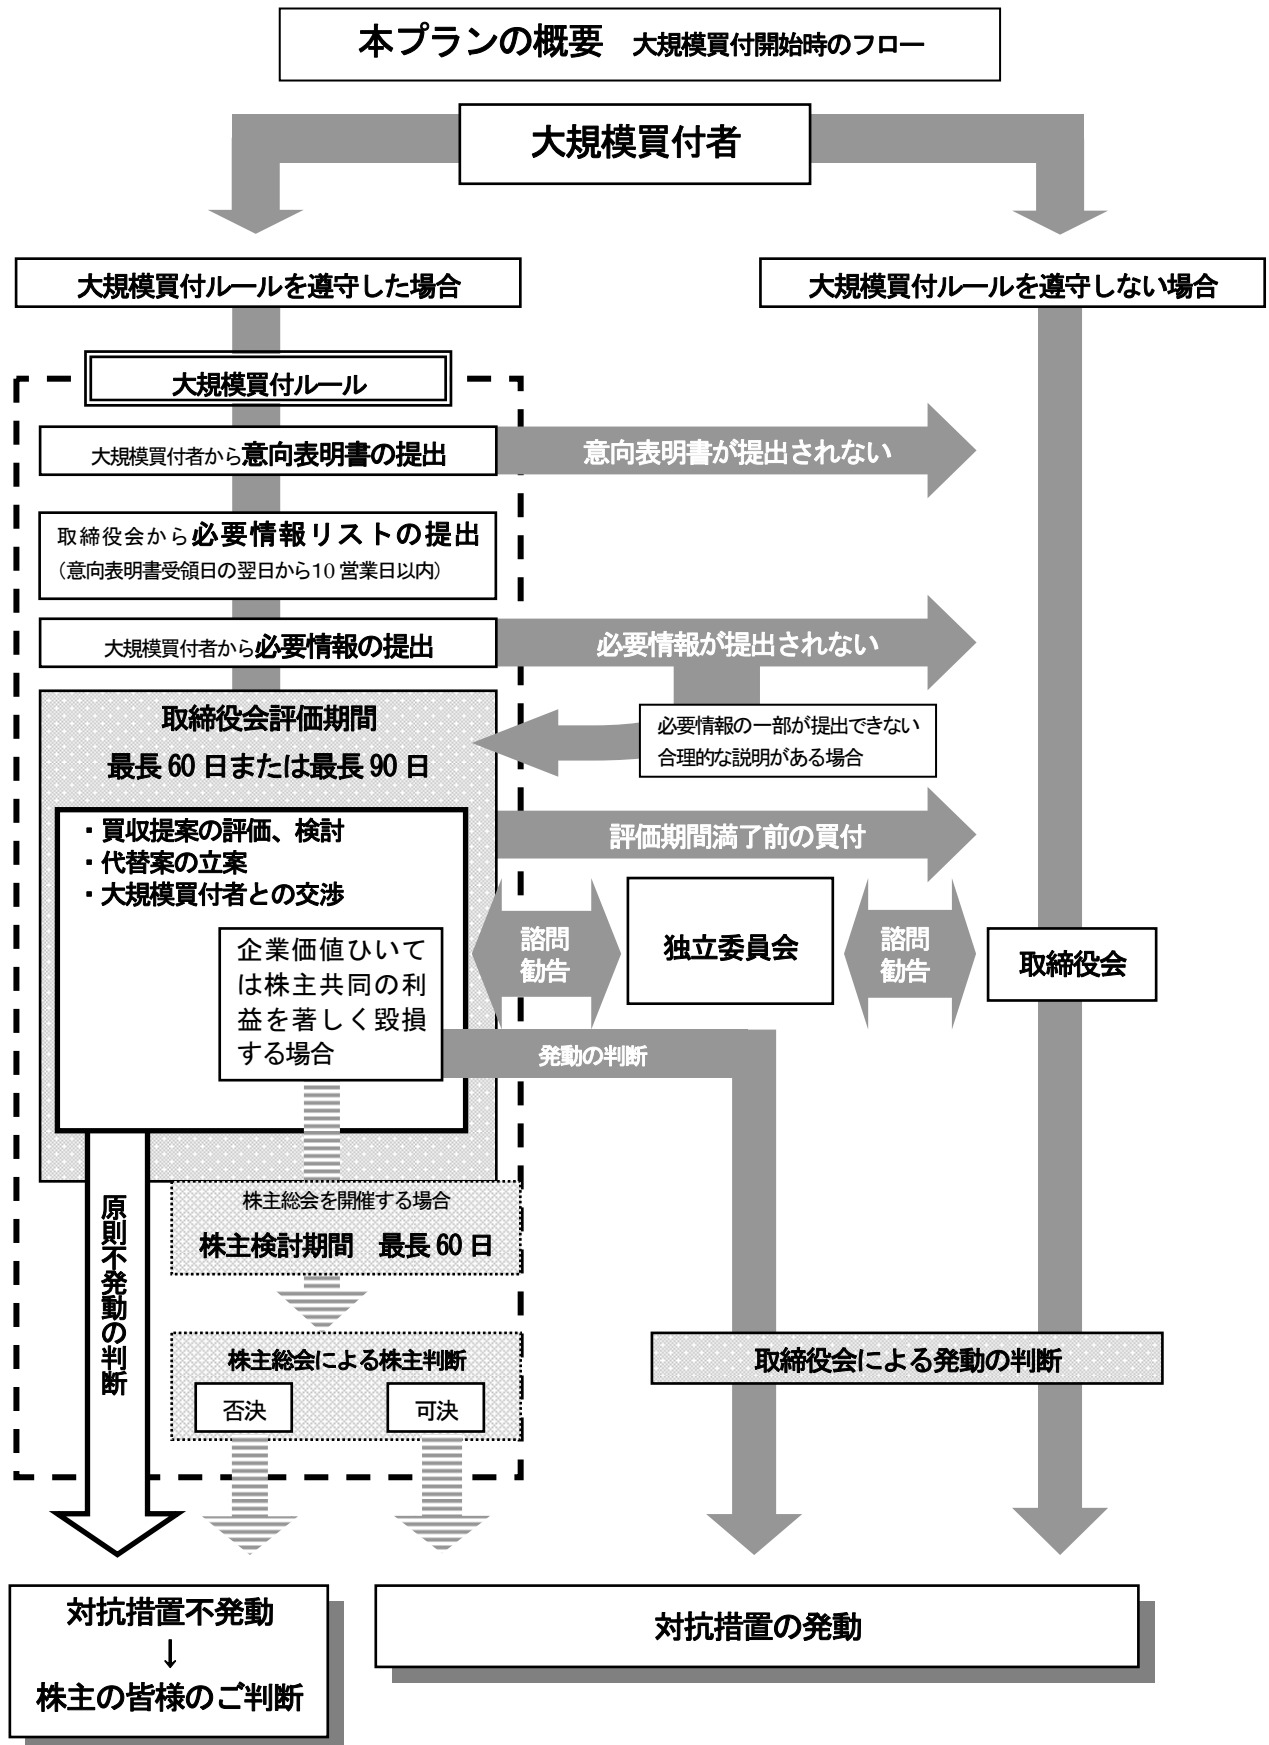 本プランの概要　大規模買付開始時のフロー
大規模買付者
大規模買付ルールを遵守した場合
大規模買付ルールを遵守しない場合
大規模買付ルール
大規模買付者から意向表明書の提出
意向表明書が提出されない
取締役会から必要情報リストの提出
（意向表明書受領日の翌日から10営業日以内）
大規模買付者から必要情報の提出
必要情報が提出されない
必要情報の一部が提出できない
合理的な説明がある場合
取締役会評価期間
最長60日または最長90日
評価期間満了前の買付
・買収提案の評価、検討
・代替案の立案
・大規模買付者との交渉
企業価値ひいて
は株主共同の利
益を著しく毀損
する場合
諮問
勧告
独立委員会
諮問
勧告
取締役会
発動の判断
原則不発動の判断
株主総会を開催する場合
株主検討期間　最長60日
株主総会による株主判断
否決
可決
取締役会による発動の判断
対抗措置不発動
↓
株主の皆様のご判断
対抗措置の発動